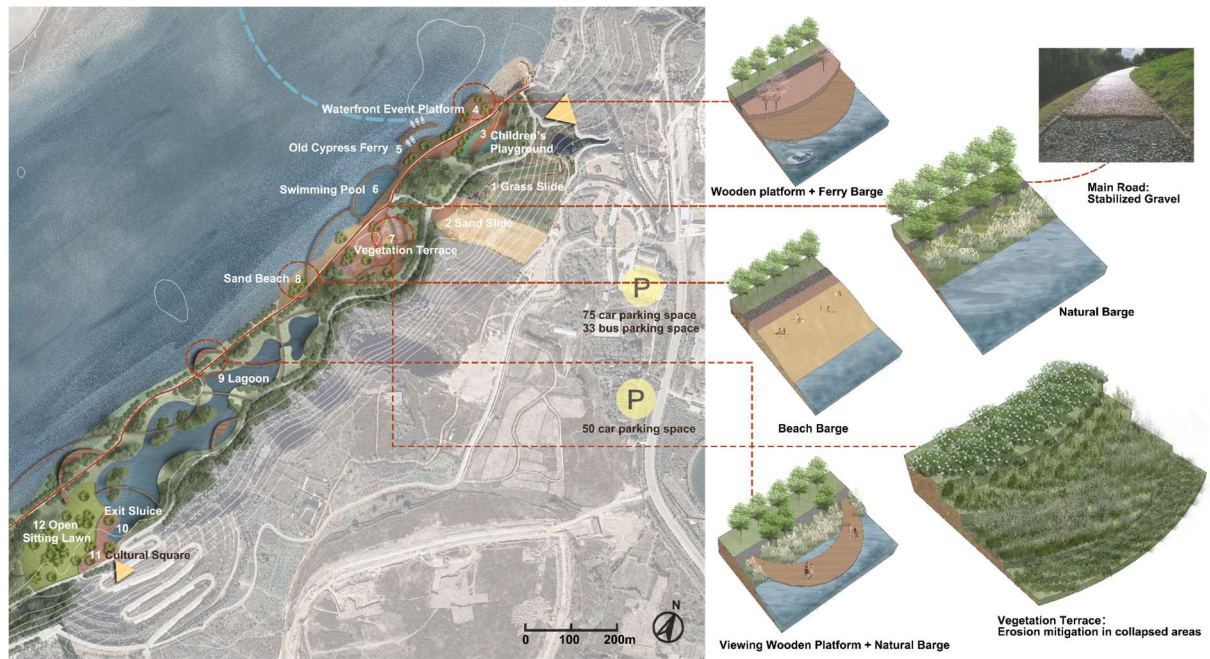 Waterfront Event Platform 4
3 Children's
Playground
Old Cypress Ferry 5
Swimming Pool 6
1 Grass Slide
2 Sand Slide
7
Vegetation Terrace
Sand Beach 8
P
75 car parking space
33 bus parking space
9 Lagoon
P
50 car parking space
Exit Sluice
10
12 Open
Sitting Lawn
11 Cultural Square
0 100 200m
N
Wooden platform + Ferry Barge
Main Road:
Stabilized Gravel
Natural Barge
Beach Barge
Viewing Wooden Platform + Natural Barge
Vegetation Terrace:
Erosion mitigation in collapsed areas